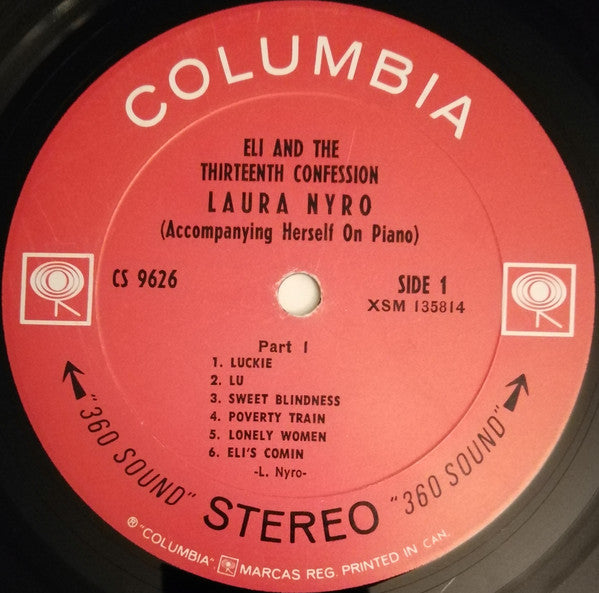 COLUMBIA
ELI AND THE
THIRTEENTH CONFESSION
LAURA NYRO
(Accompanying Herself On Piano)
CS 9626
SIDE 1
XSM 135814
Part I
1. LUCKIE
2. LU
3. SWEET BLINDNESS
4. POVERTY TRAIN
5. LONELY WOMEN
6. ELI'S COMIN
-L. Nyro-
"360 SOUND" STEREO "360 SOUND"
® "COLUMBIA", MARCAS REG. PRINTED IN CAN.